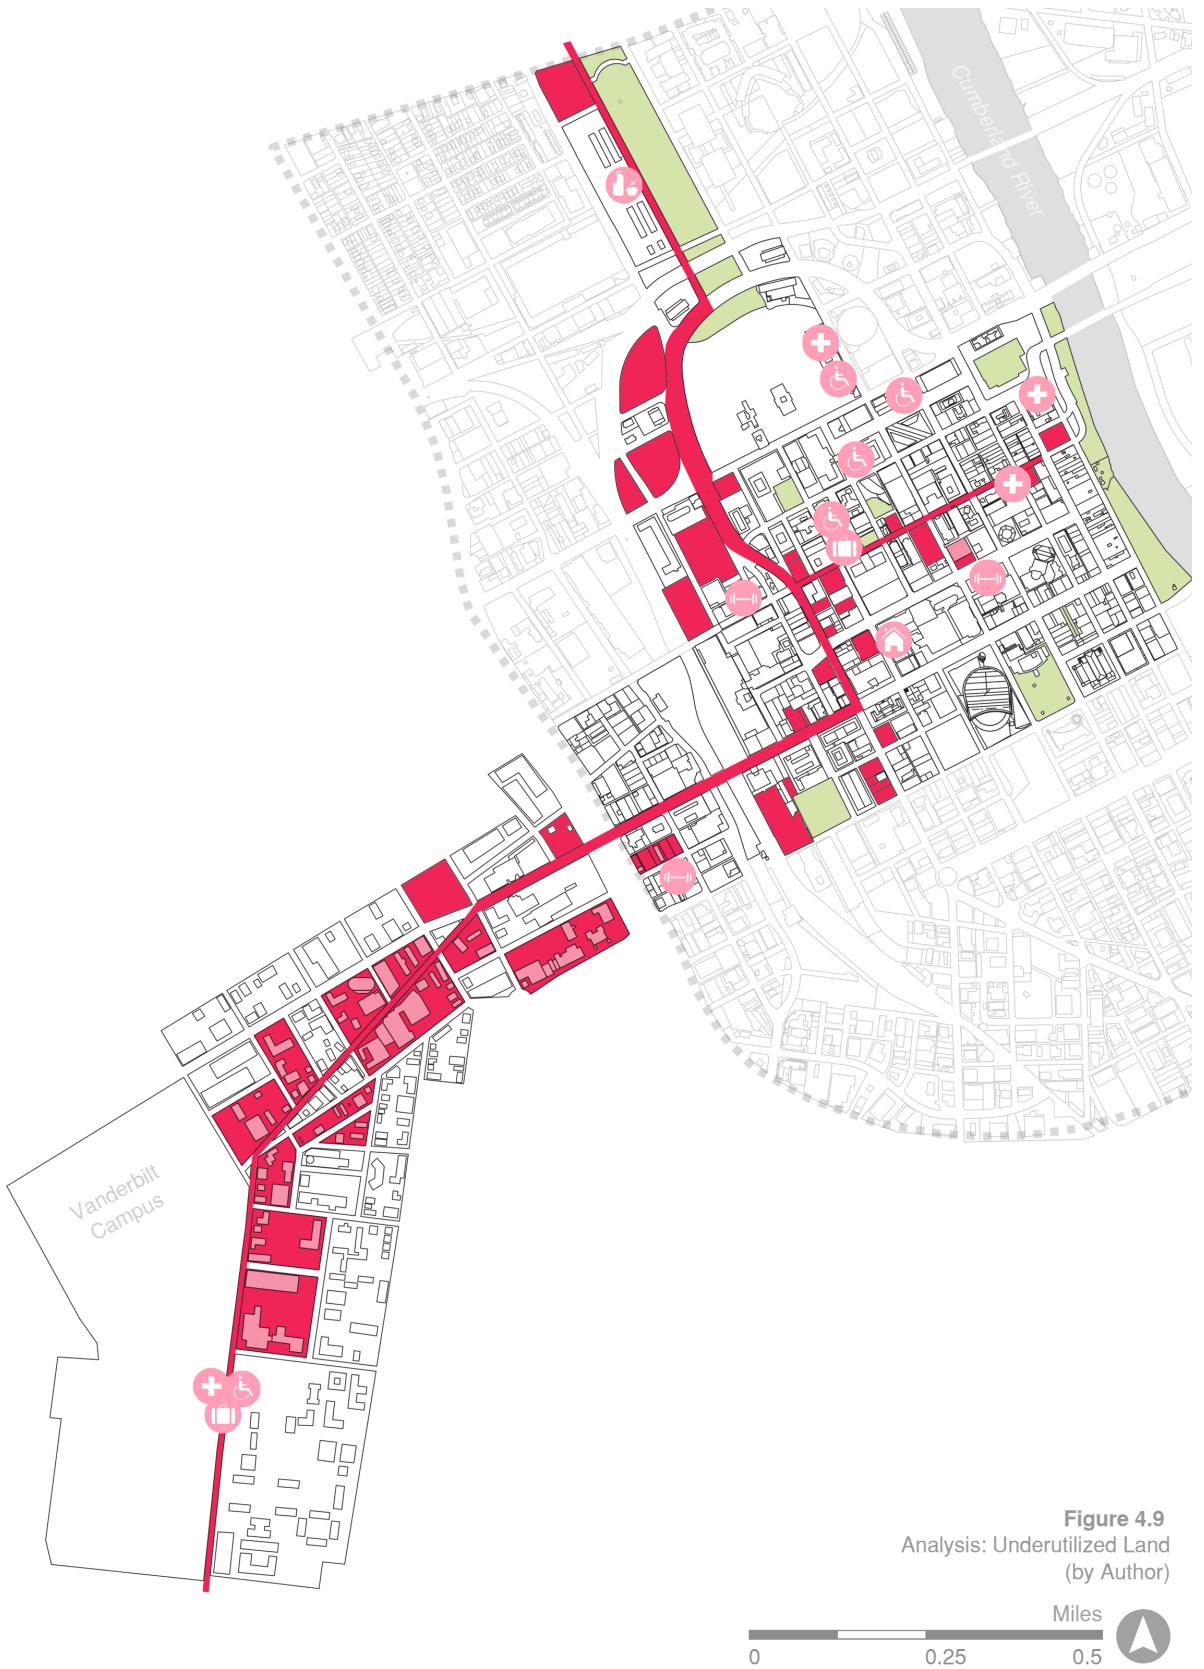 Cumberland River
Vanderbilt
Campus
Figure 4.9
Analysis: Underutilized Land
(by Author)
Miles
0 0.25 0.5